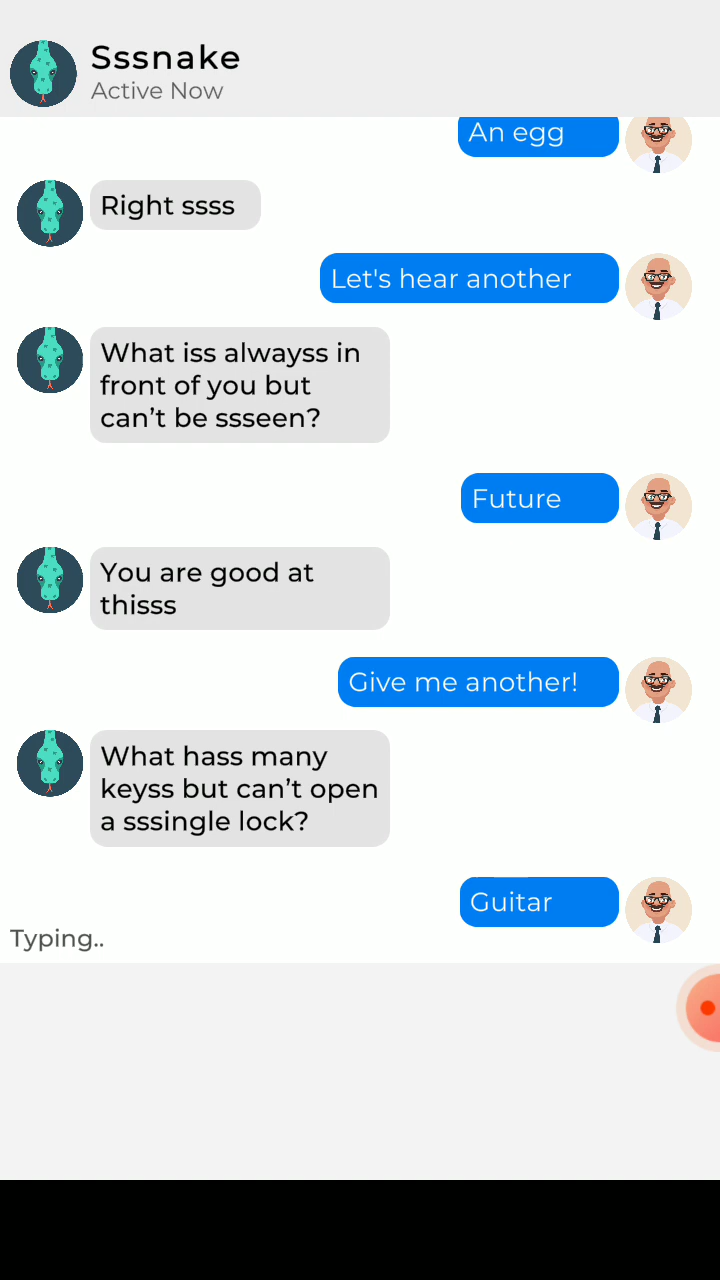 Sssnake
Active Now
An egg
Right ssss
Let's hear another
What iss alwayss in
front of you but
can’t be ssseen?
Future
You are good at
thisss
Give me another!
What hass many
keyss but can’t open
a sssingle lock?
Guitar
Typing..